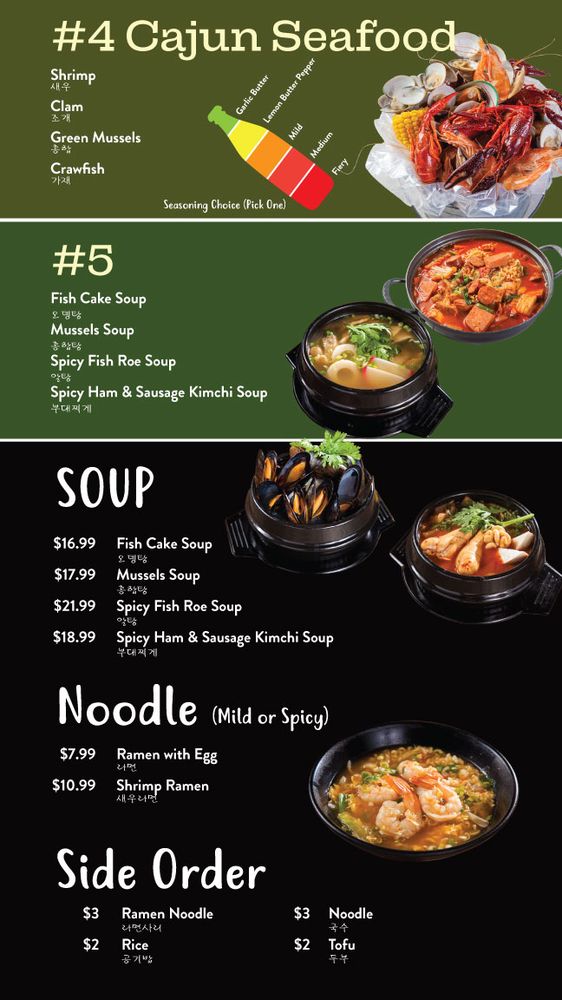 #4 Cajun Seafood
Shrimp
새우
Clam
조개
Green Mussels
홍합
Crawfish
가재
Garlic Butter
Lemon Butter Pepper
Mild
Medium
Fiery
Seasoning Choice (Pick One)
#5
Fish Cake Soup
오뎅탕
Mussels Soup
홍합탕
Spicy Fish Roe Soup
알탕
Spicy Ham & Sausage Kimchi Soup
부대찌게
SOUP
$16.99 Fish Cake Soup
오뎅탕
$17.99 Mussels Soup
홍합탕
$21.99 Spicy Fish Roe Soup
알탕
$18.99 Spicy Ham & Sausage Kimchi Soup
부대찌게
Noodle (Mild or Spicy)
$7.99 Ramen with Egg
라면
$10.99 Shrimp Ramen
새우라면
Side Order
$3 Ramen Noodle
라면사리
$2 Rice
공기밥
$3 Noodle
국수
$2 Tofu
두부